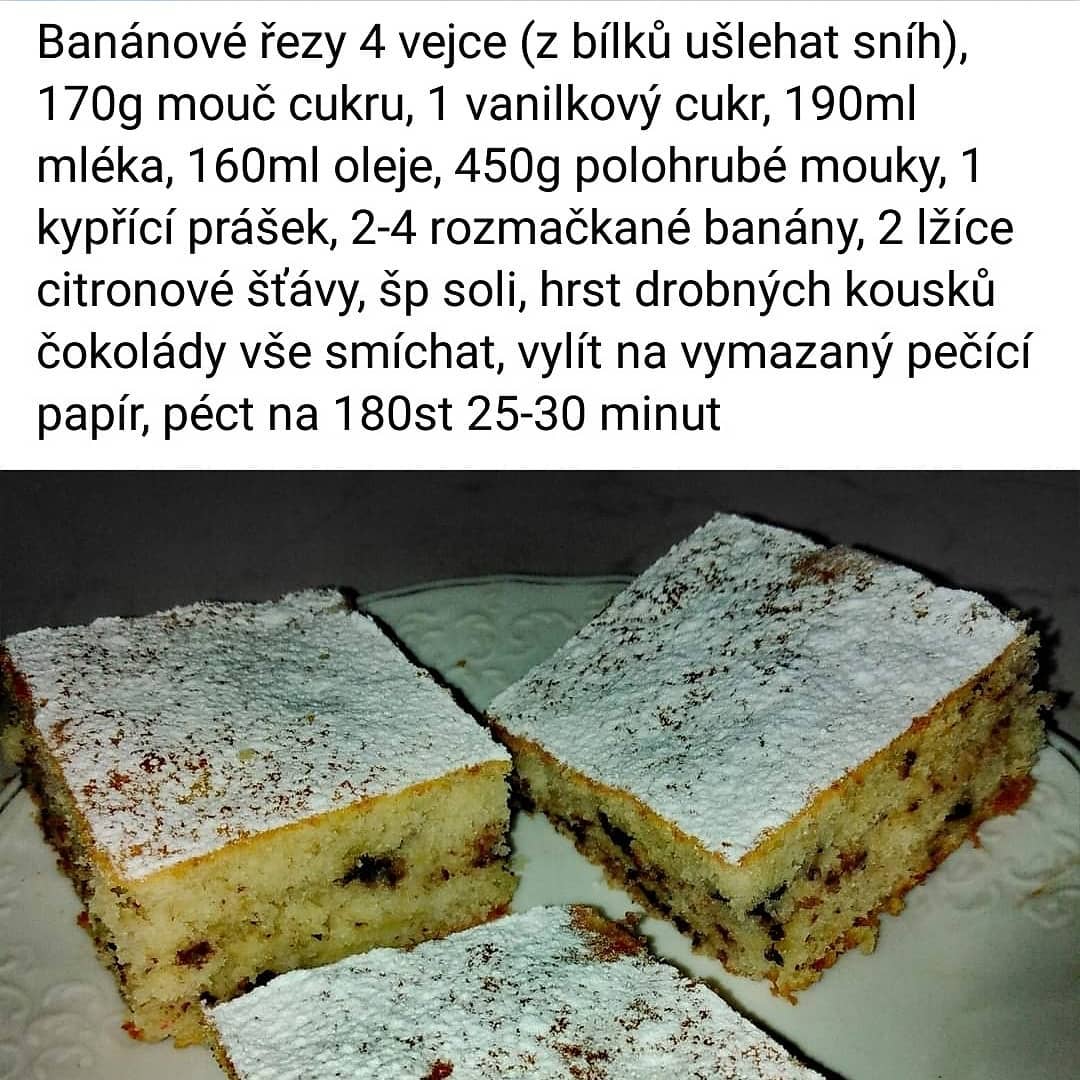 Banánové řezy 4 vejce (z bílků ušlehat sníh),
170g mouč cukru, 1 vanilkový cukr, 190ml
mléka, 160ml oleje, 450g polohrubé mouky, 1
kypřící prášek, 2-4 rozmačkané banány, 2 lžíce
citronové šťávy, šp soli, hrst drobných kousků
čokolády vše smíchat, vylít na vymazaný pečící
papír, péct na 180st 25-30 minut